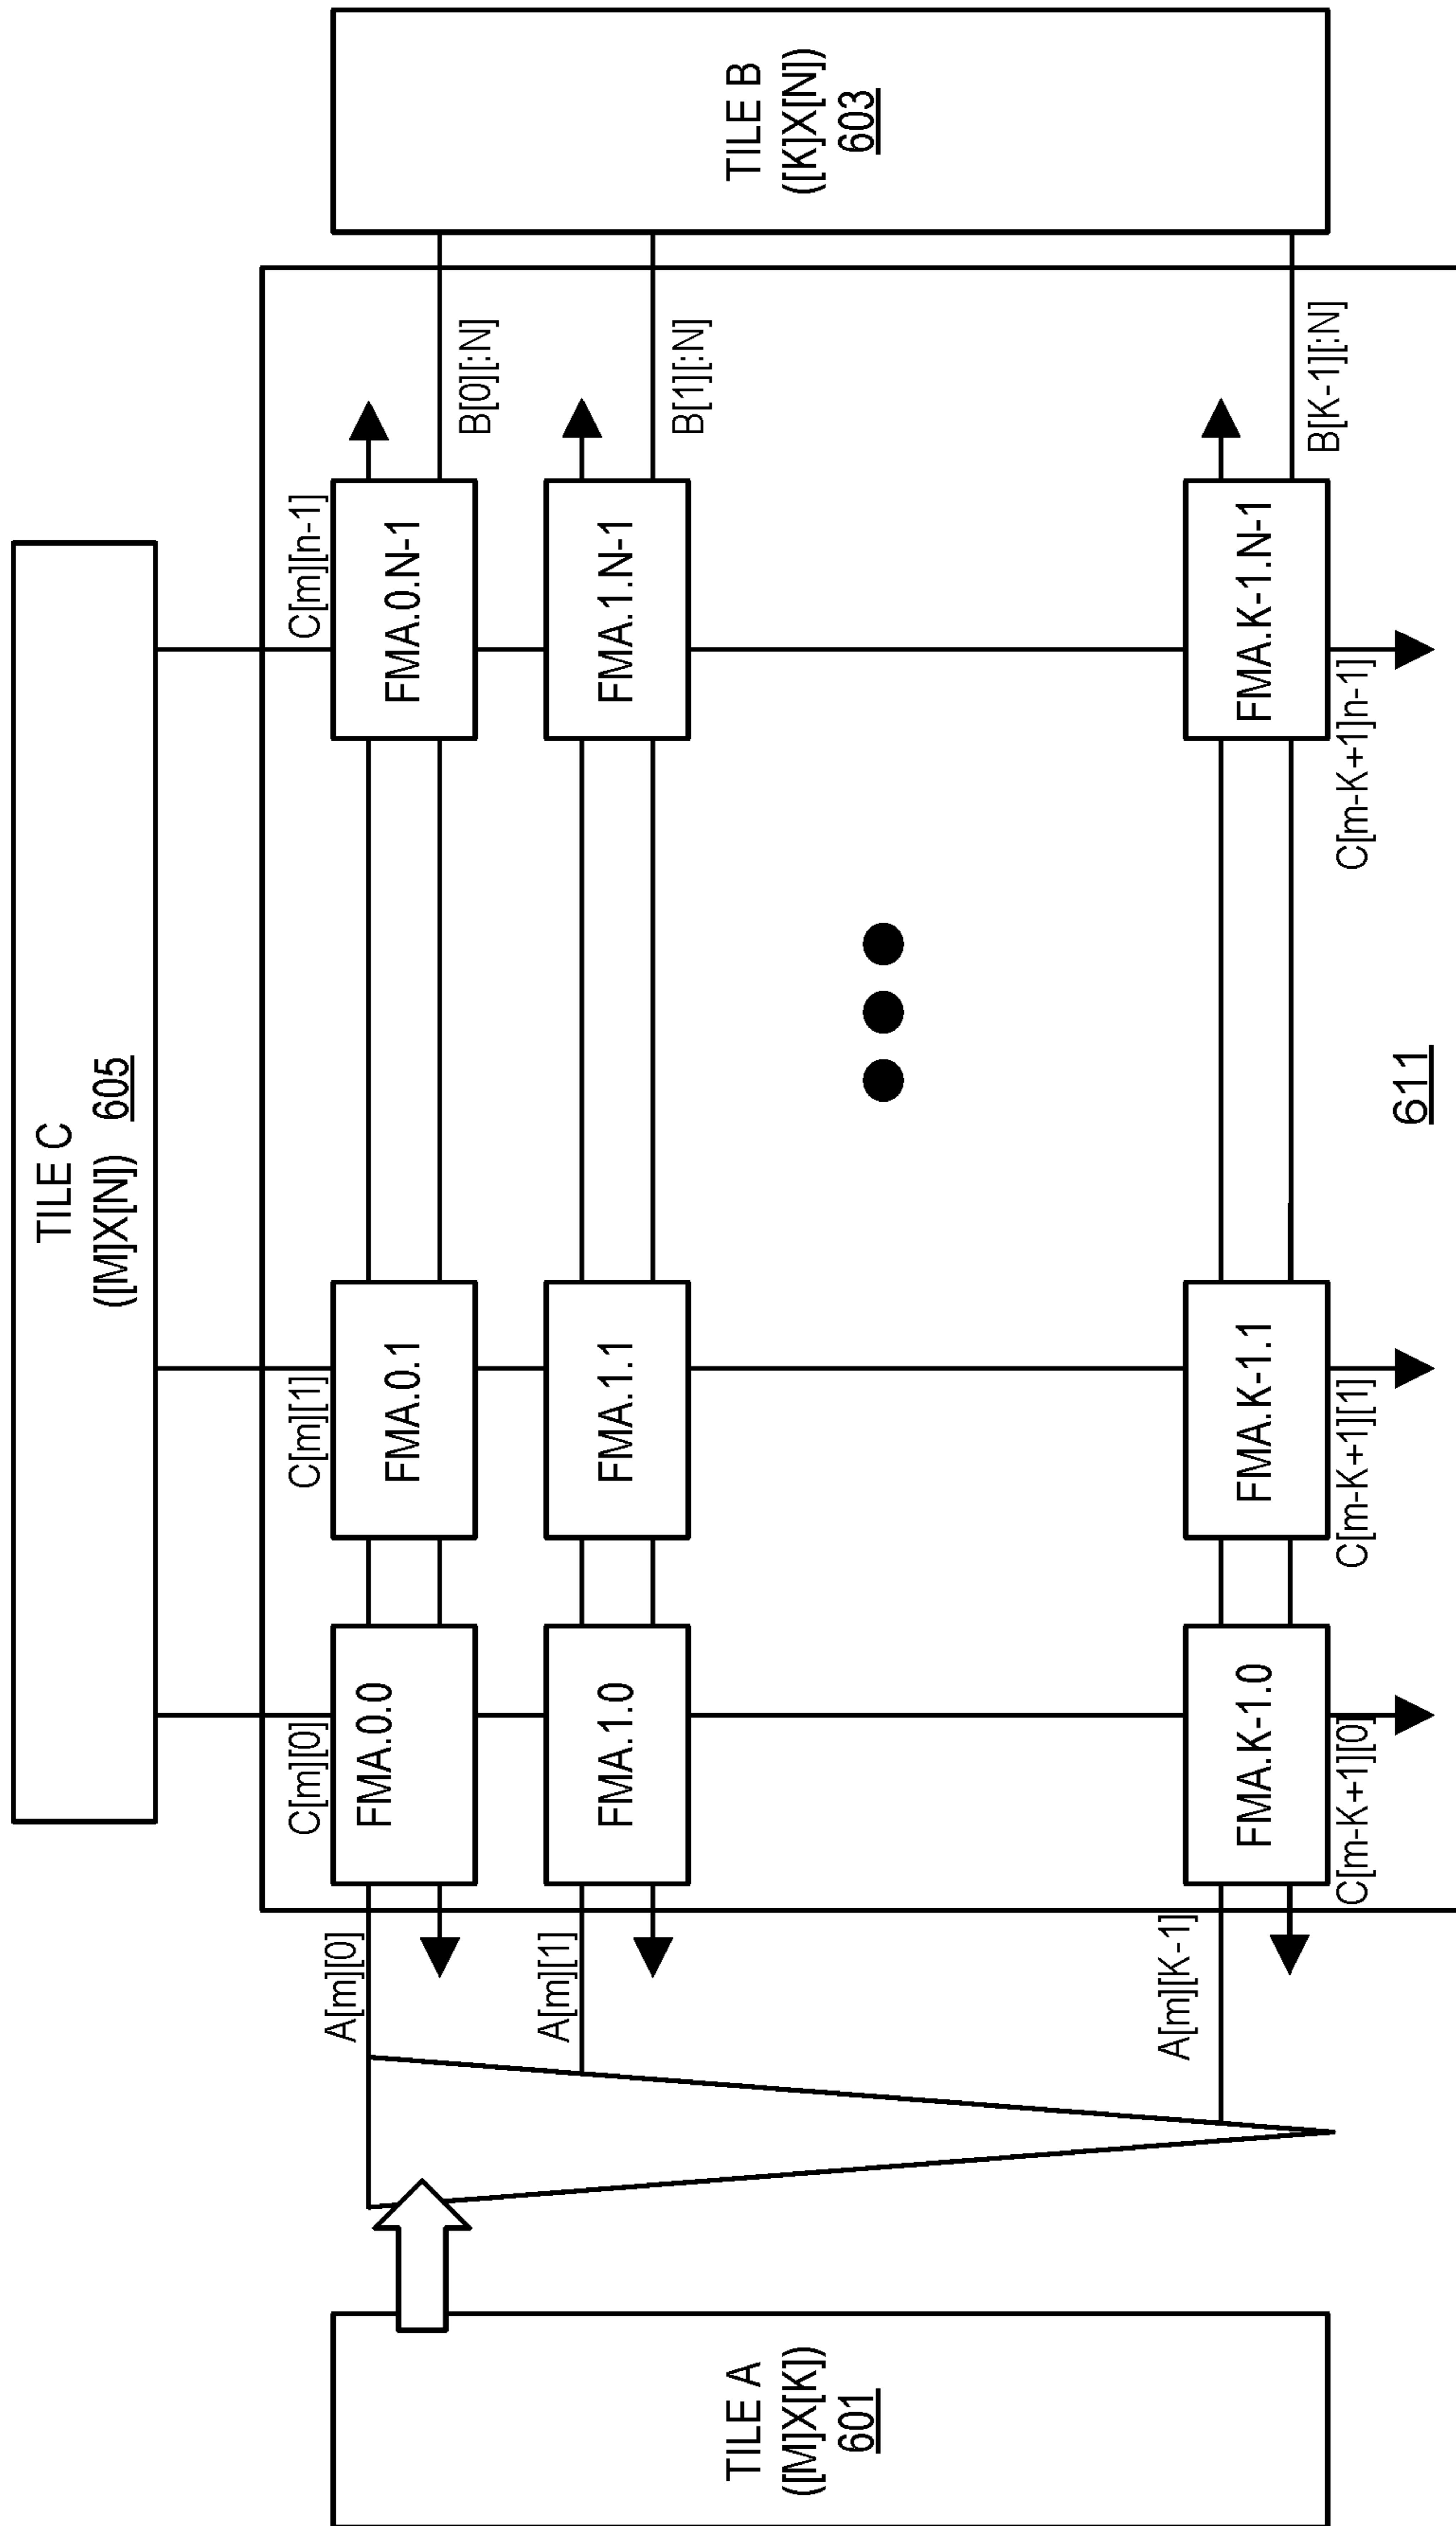 TILE C
([M]X[N]) 605
TILE A
([M]X[K])
601
TILE B
([K]X[N])
603
C[m][0]
C[m][1]
C[m][n-1]
A[m][0]
FMA.0.0
FMA.0.1
FMA.0.N-1
B[0][:N]
A[m][1]
FMA.1.0
FMA.1.1
FMA.1.N-1
B[1][:N]
A[m][K-1]
FMA.K-1.0
FMA.K-1.1
FMA.K-1.N-1
B[K-1][:N]
C[m-K+1][0]
C[m-K+1][1]
C[m-K+1]n-1]
611